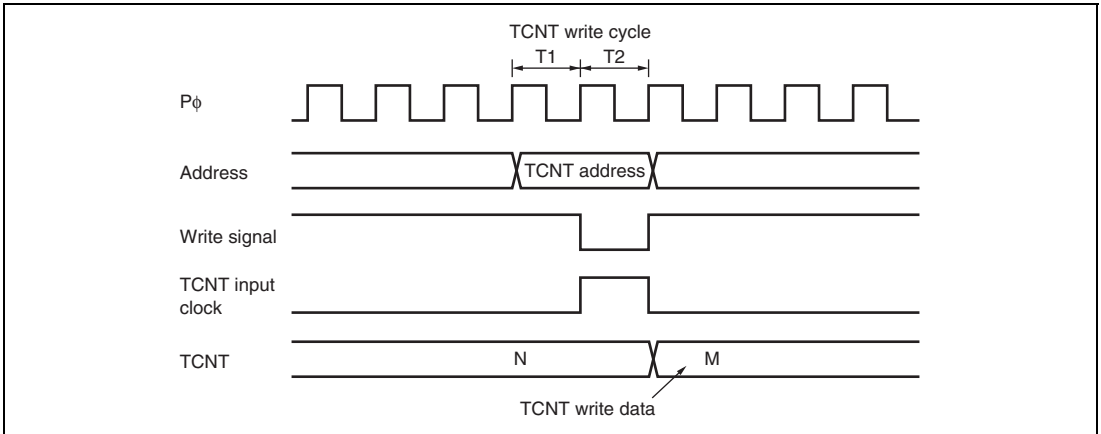 TCNT write cycle
T1 T2
Pϕ
Address
TCNT address
Write signal
TCNT input
clock
TCNT
N
M
TCNT write data